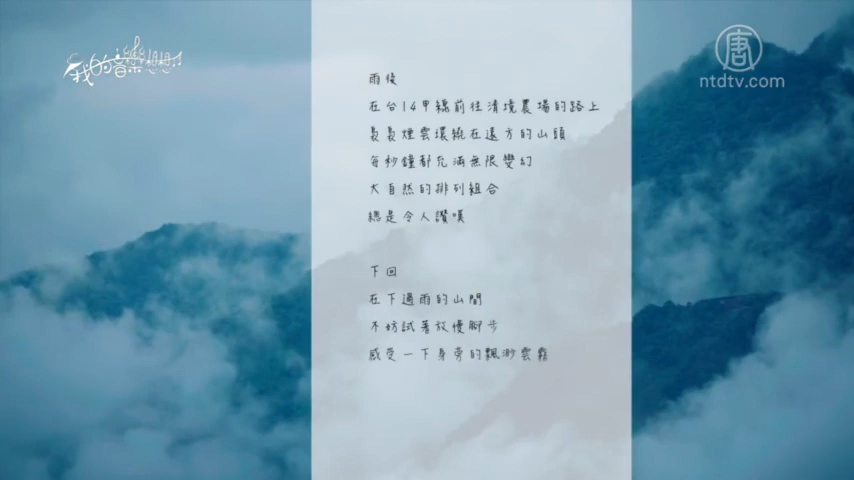 我的音樂想想
唐
ntdtv.com
雨後
在台14甲線前往清境農場的路上
裊裊煙雲環繞在遠方的山頭
每秒鐘都充滿無限變幻
大自然的排列組合
總是令人讚嘆
下回
在下過雨的山間
不妨試著放慢腳步
感受一下身旁的飄渺雲霧